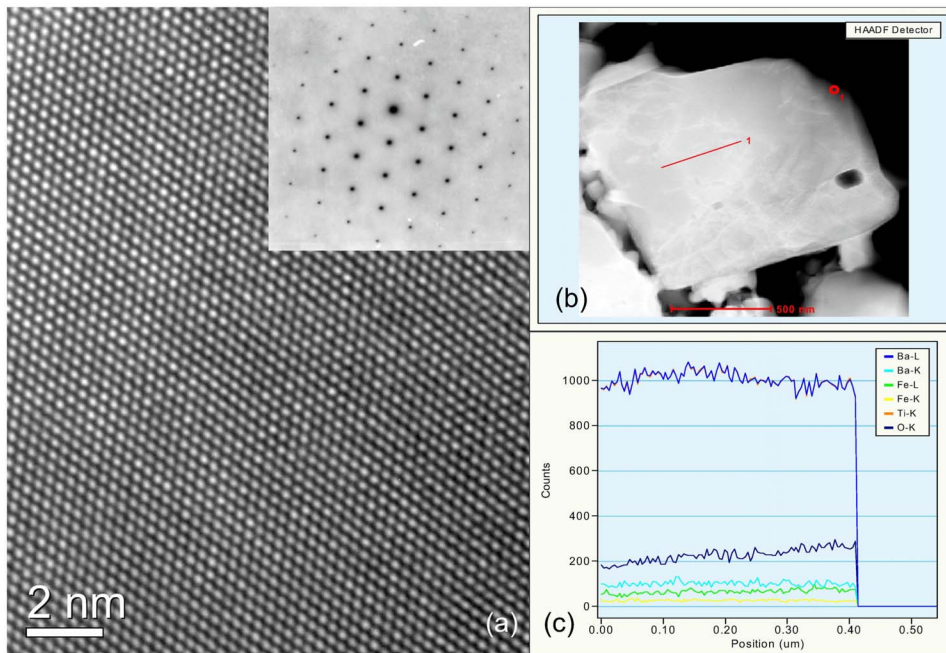 2 nm
(a)
HAADF Detector
1
1
500 nm
(b)
Ba-L
Ba-K
Fe-L
Fe-K
Ti-K
O-K
1000
800
600
400
200
0
Counts
0.00 0.10 0.20 0.30 0.40 0.50
Position (um)
(c)